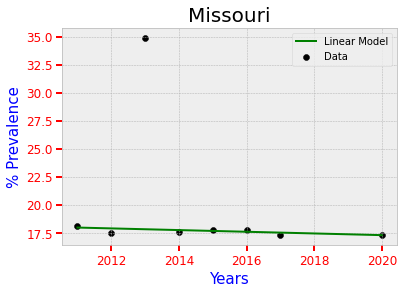 Missouri
Linear Model
Data
% Prevalence
35.0
32.5
30.0
27.5
25.0
22.5
20.0
17.5
2012
2014
2016
2018
2020
Years